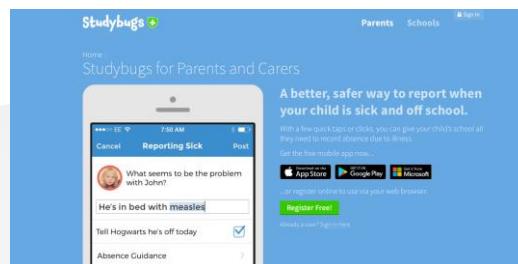 Studybugs
Parents Schools
Sign In
Home
Studybugs for Parents and Carers
A better, safer way to report when
your child is sick and off school.
With a few quick taps or clicks, you can give your child's school all
they need to record absence due to illness.
Get the free mobile app now...
Download on the
App Store
Google Play
Microsoft
...or register online to use via your web browser.
Register Free!
Already a user? Sign in here
EE 7:50 AM
Cancel Reporting Sick Post
What seems to be the problem
with John?
He's in bed with measles
Tell Hogwarts he's off today
Absence Guidance